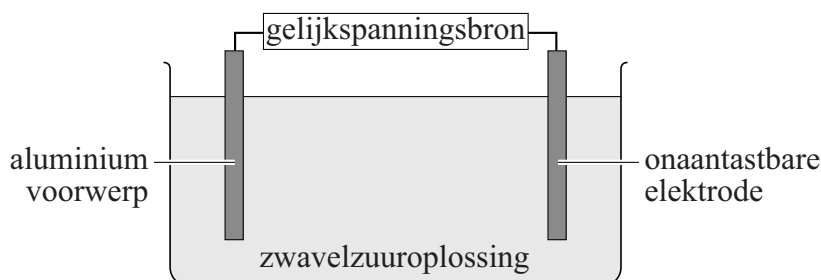 gelijkspanningsbron
aluminium
voorwerp
onaantastbare
elektrode
zwavelzuuroplossing